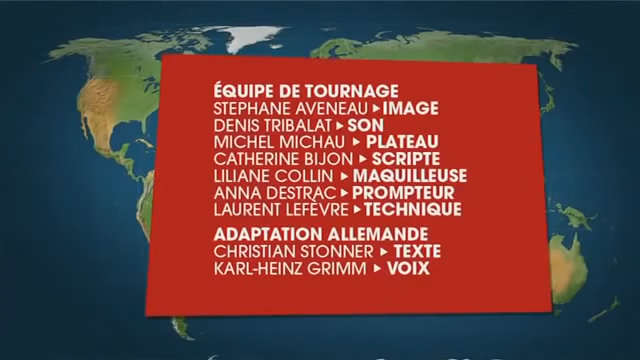 ÉQUIPE DE TOURNAGE
STEPHANE AVENEAU ▸ IMAGE
DENIS TRIBALAT ▸ SON
MICHEL MICHAU ▸ PLATEAU
CATHERINE BIJON ▸ SCRIPTE
LILIANE COLLIN ▸ MAQUILLEUSE
ANNA DESTRAC ▸ PROMPTEUR
LAURENT LEFÈVRE ▸ TECHNIQUE
ADAPTATION ALLEMANDE
CHRISTIAN STONNER ▸ TEXTE
KARL-HEINZ GRIMM ▸ VOIX